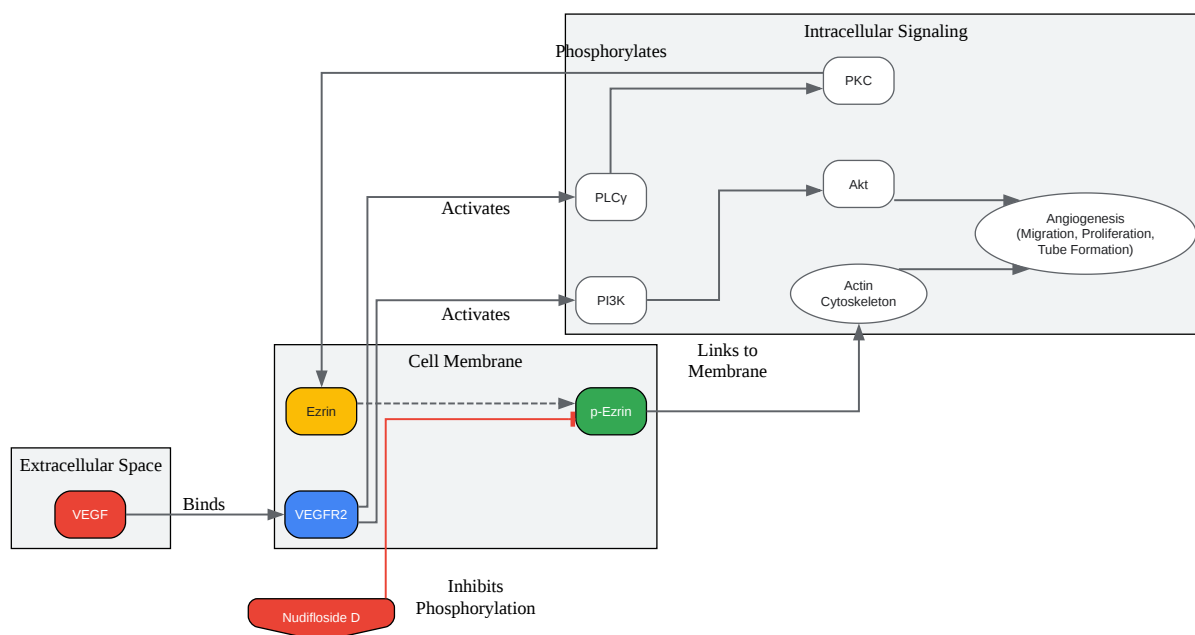 Intracellular Signaling
Phosphorylates
PKC
Akt
PLCγ
Activates
Angiogenesis
(Migration, Proliferation,
Tube Formation)
PI3K
Activates
Actin
Cytoskeleton
Links to
Membrane
Cell Membrane
Ezrin
p-Ezrin
Extracellular Space
VEGF
Binds
VEGFR2
Inhibits
Phosphorylation
Nudifloside D